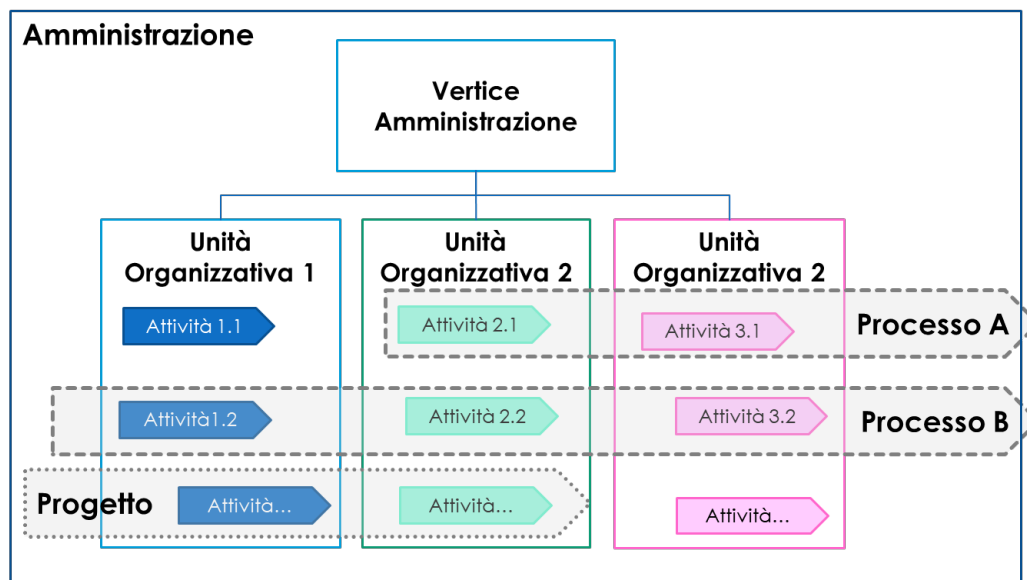 Amministrazione
Vertice
Amministrazione
Unità
Organizzativa 1
Unità
Organizzativa 2
Unità
Organizzativa 2
Attività 1.1
Attività 2.1
Attività 3.1
Processo A
Attività1.2
Attività 2.2
Attività 3.2
Processo B
Progetto
Attività...
Attività...
Attività...